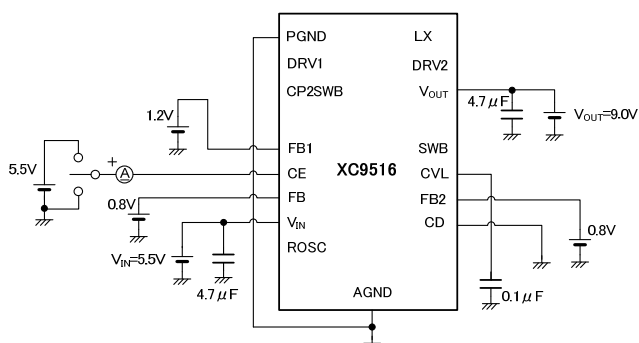 PGND
LX
DRV1
DRV2
CP2SWB
VOUT
4.7μF
VOUT=9.0V
1.2V
FB1
SWB
5.5V
+
A
CE
XC9516
CVL
0.8V
FB
FB2
VIN
CD
0.8V
VIN=5.5V
ROSC
4.7μF
AGND
0.1μF